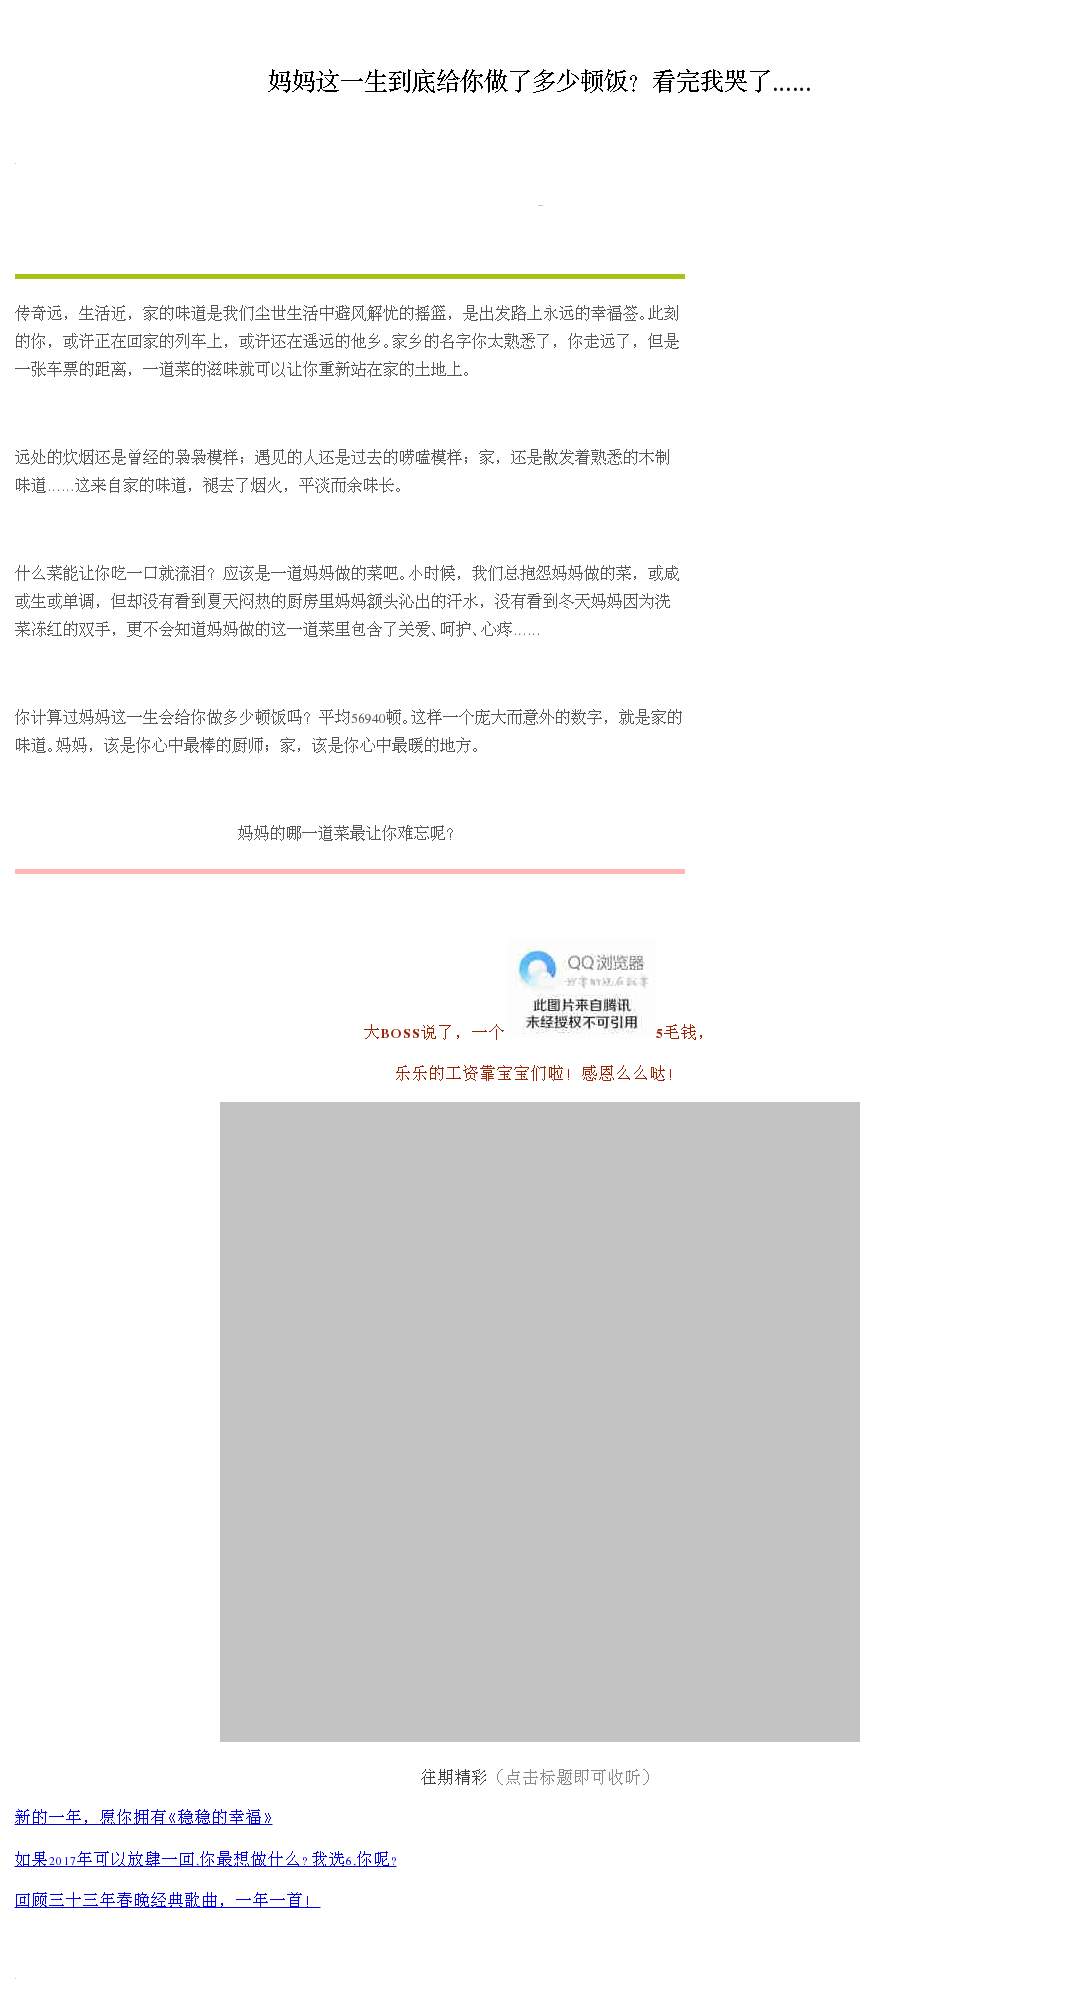 妈妈这一生到底给你做了多少顿饭？看完我哭了……
传奇远，生活近，家的味道是我们尘世生活中避风解忧的摇篮，是出发路上永远的幸福签。此刻
的你，或许正在回家的列车上，或许还在遥远的他乡。家乡的名字你太熟悉了，你走远了，但是
一张车票的距离，一道菜的滋味就可以让你重新站在家的土地上。
远处的炊烟还是曾经的袅袅模样；遇见的人还是过去的唠嗑模样；家，还是散发着熟悉的木制
味道……这来自家的味道，褪去了烟火，平淡而余味长。
什么菜能让你吃一口就流泪？应该是一道妈妈做的菜吧。小时候，我们总抱怨妈妈做的菜，或咸
或生或单调，但却没有看到夏天闷热的厨房里妈妈额头沁出的汗水，没有看到冬天妈妈因为洗
菜冻红的双手，更不会知道妈妈做的这一道菜里包含了关爱、呵护、心疼……
你计算过妈妈这一生会给你做多少顿饭吗？平均56940顿。这样一个庞大而意外的数字，就是家的
味道。妈妈，该是你心中最棒的厨师；家，该是你心中最暖的地方。
妈妈的哪一道菜最让你难忘呢？
QQ浏览器
此图片来自腾讯
未经授权不可引用
大BOSS说了，一个 5毛钱，
乐乐的工资靠宝宝们啦！感恩么么哒！
往期精彩（点击标题即可收听）
新的一年，愿你拥有《稳稳的幸福》
如果2017年可以放肆一回,你最想做什么? 我选6,你呢?
回顾三十三年春晚经典歌曲，一年一首！